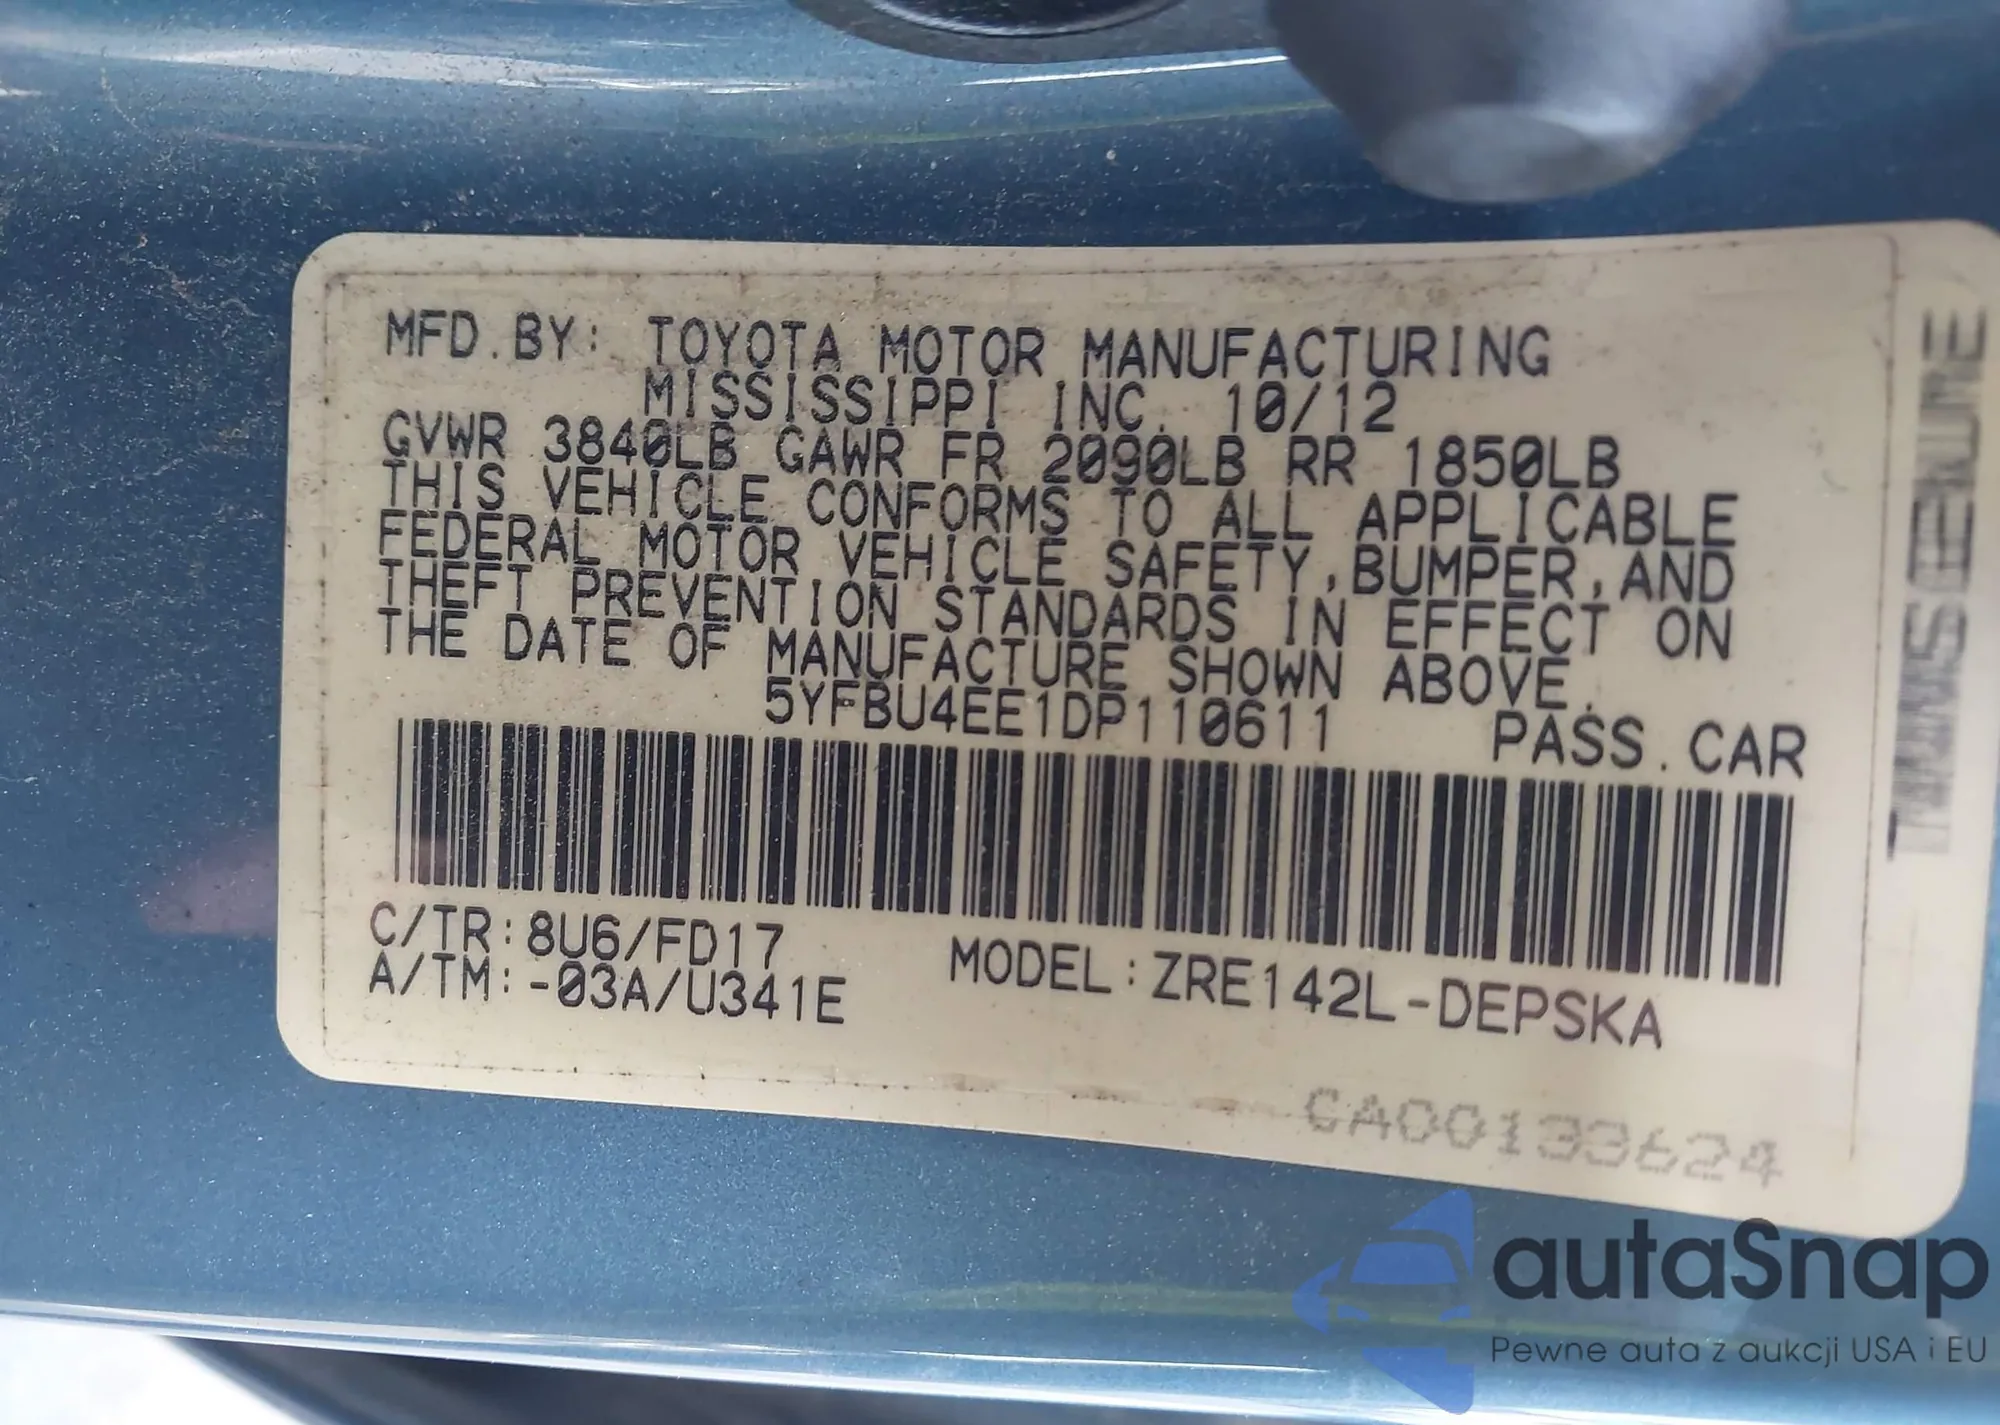 MFD.BY: TOYOTA MOTOR MANUFACTURING
MISSISSIPPI INC. 10/12
GVWR 3840LB GAWR FR 2090LB RR 1850LB
THIS VEHICLE CONFORMS TO ALL APPLICABLE
FEDERAL MOTOR VEHICLE SAFETY,BUMPER,AND
THEFT PREVENTION STANDARDS IN EFFECT ON
THE DATE OF MANUFACTURE SHOWN ABOVE.
5YFBU4EE1DP110611 PASS.CAR
C/TR:8U6/FD17
A/TM:-03A/U341E
MODEL:ZRE142L-DEPSKA
CA00133624
autaSnap
Pewne auta z aukcji USA i EU